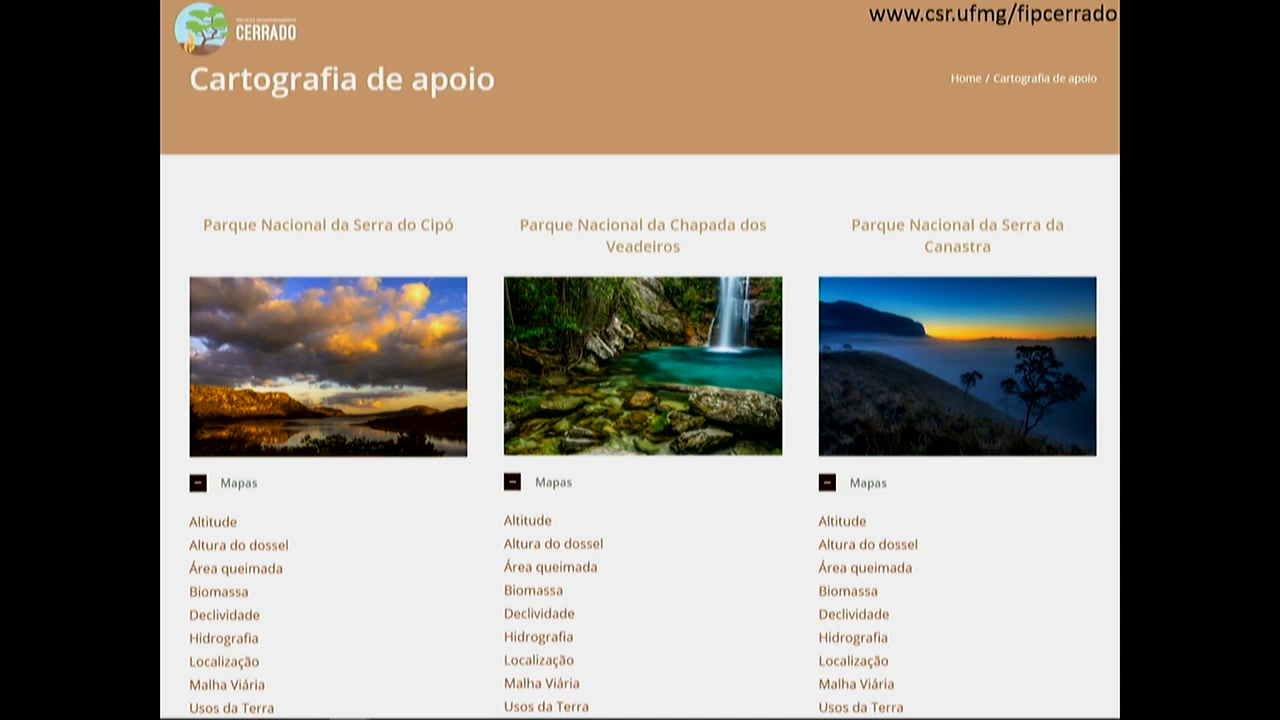 www.csr.ufmg/fipcerrado
PROJETO MONITORAMENTO
CERRADO
Cartografia de apoio
Home / Cartografia de apoio
Parque Nacional da Serra do Cipó
Mapas
Altitude
Altura do dossel
Área queimada
Biomassa
Declividade
Hidrografia
Localização
Malha Viária
Usos da Terra
Parque Nacional da Chapada dos
Veadeiros
Mapas
Altitude
Altura do dossel
Área queimada
Biomassa
Declividade
Hidrografia
Localização
Malha Viária
Usos da Terra
Parque Nacional da Serra da
Canastra
Mapas
Altitude
Altura do dossel
Área queimada
Biomassa
Declividade
Hidrografia
Localização
Malha Viária
Usos da Terra